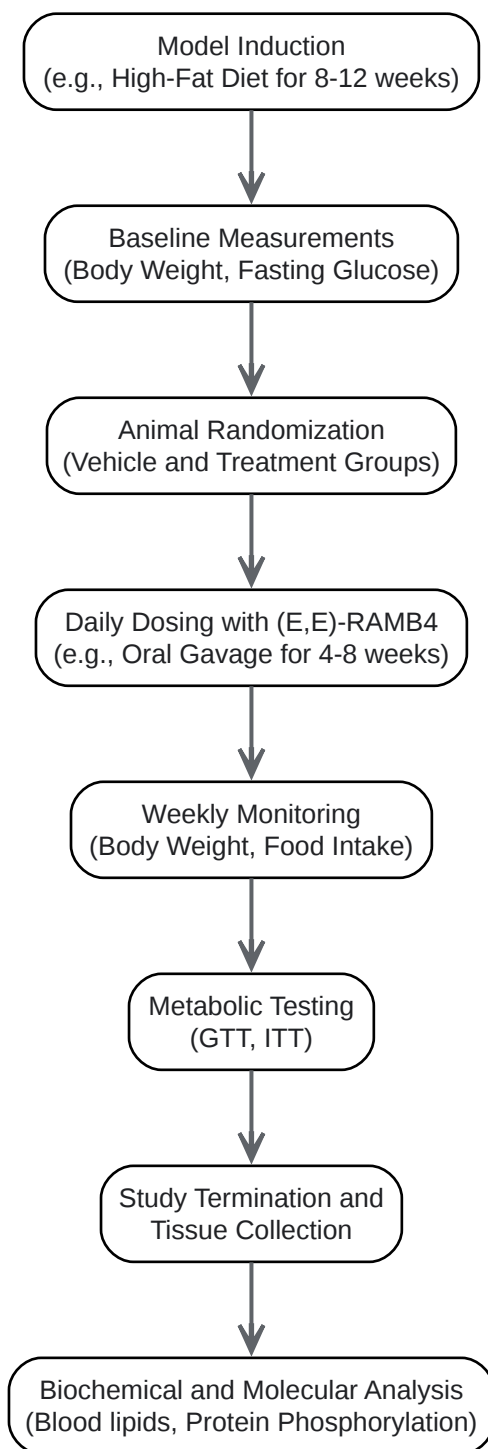 Model Induction
(e.g., High-Fat Diet for 8-12 weeks)
Baseline Measurements
(Body Weight, Fasting Glucose)
Animal Randomization
(Vehicle and Treatment Groups)
Daily Dosing with (E,E)-RAMB4
(e.g., Oral Gavage for 4-8 weeks)
Weekly Monitoring
(Body Weight, Food Intake)
Metabolic Testing
(GTT, ITT)
Study Termination and
Tissue Collection
Biochemical and Molecular Analysis
(Blood lipids, Protein Phosphorylation)